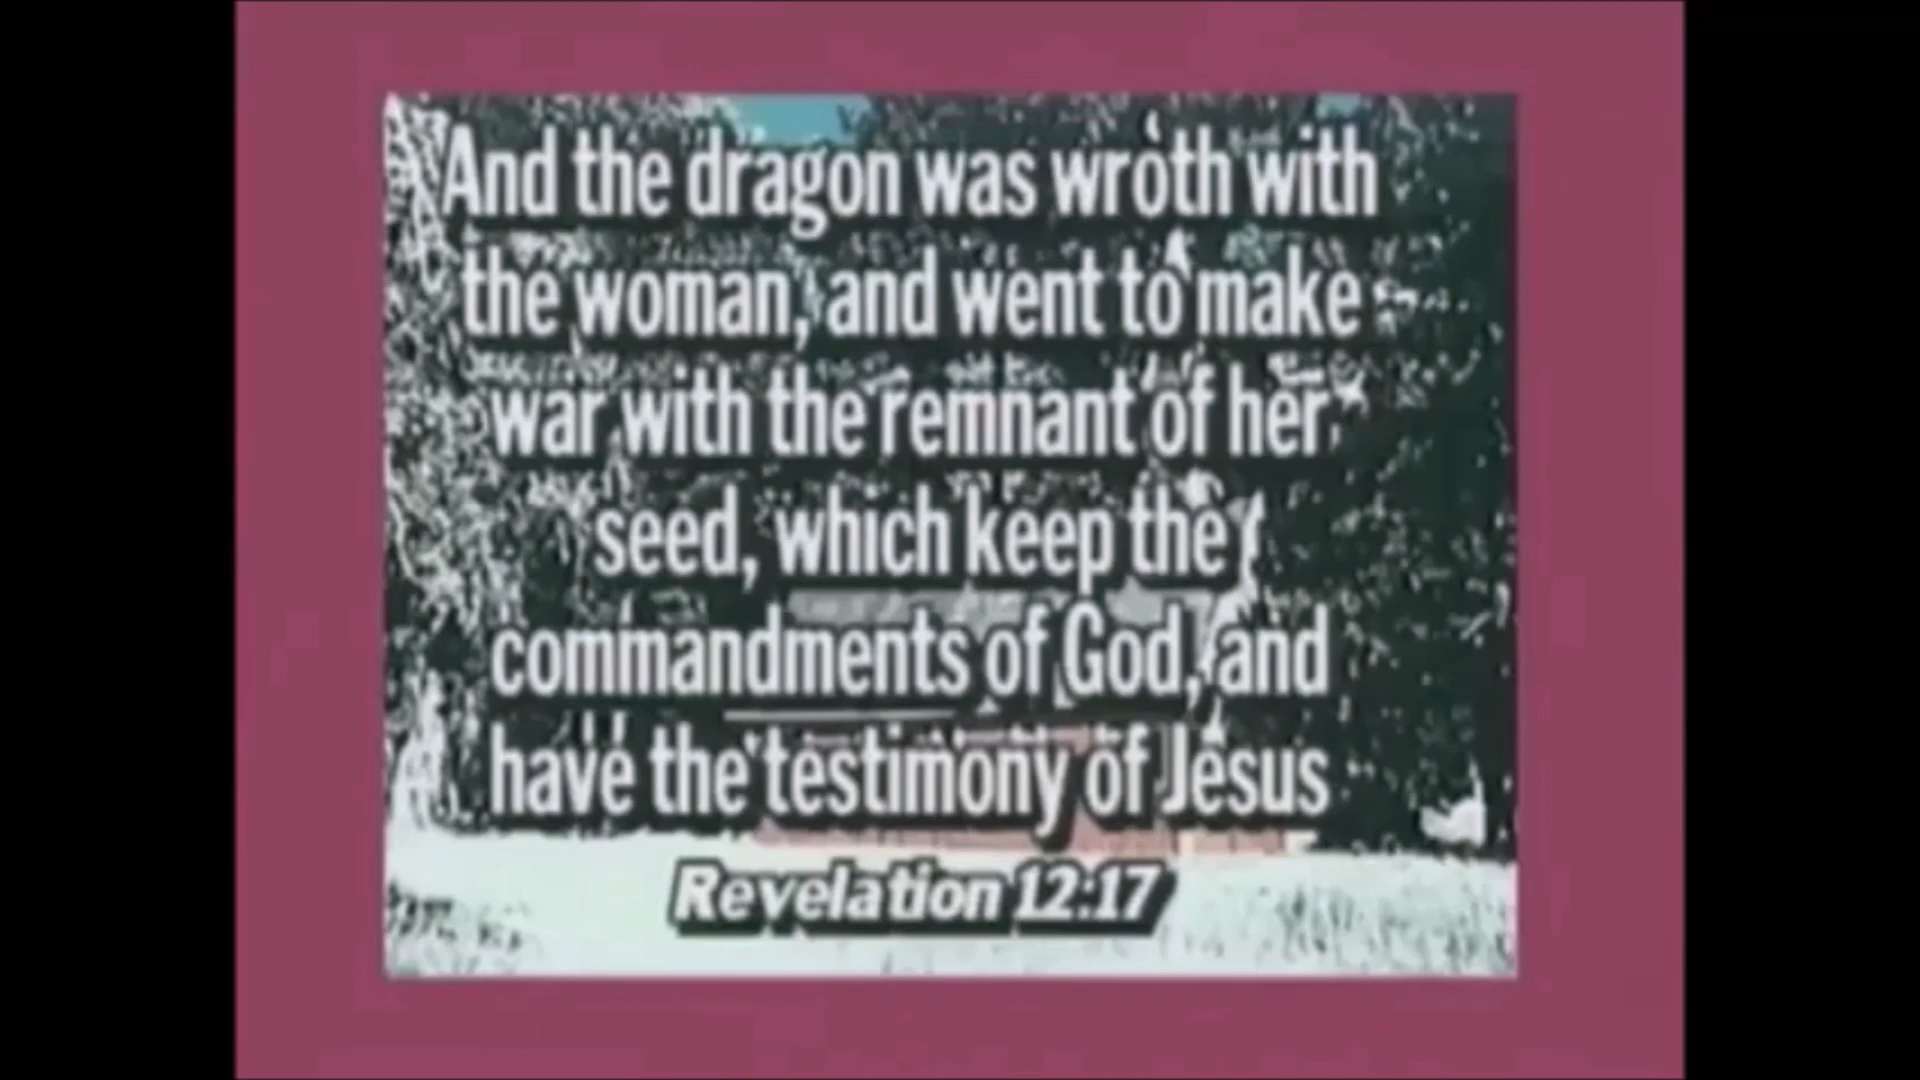 And the dragon was wroth with
the woman, and went to make
war with the remnant of her
seed, which keep the
commandments of God, and
have the testimony of Jesus
Revelation 12:17